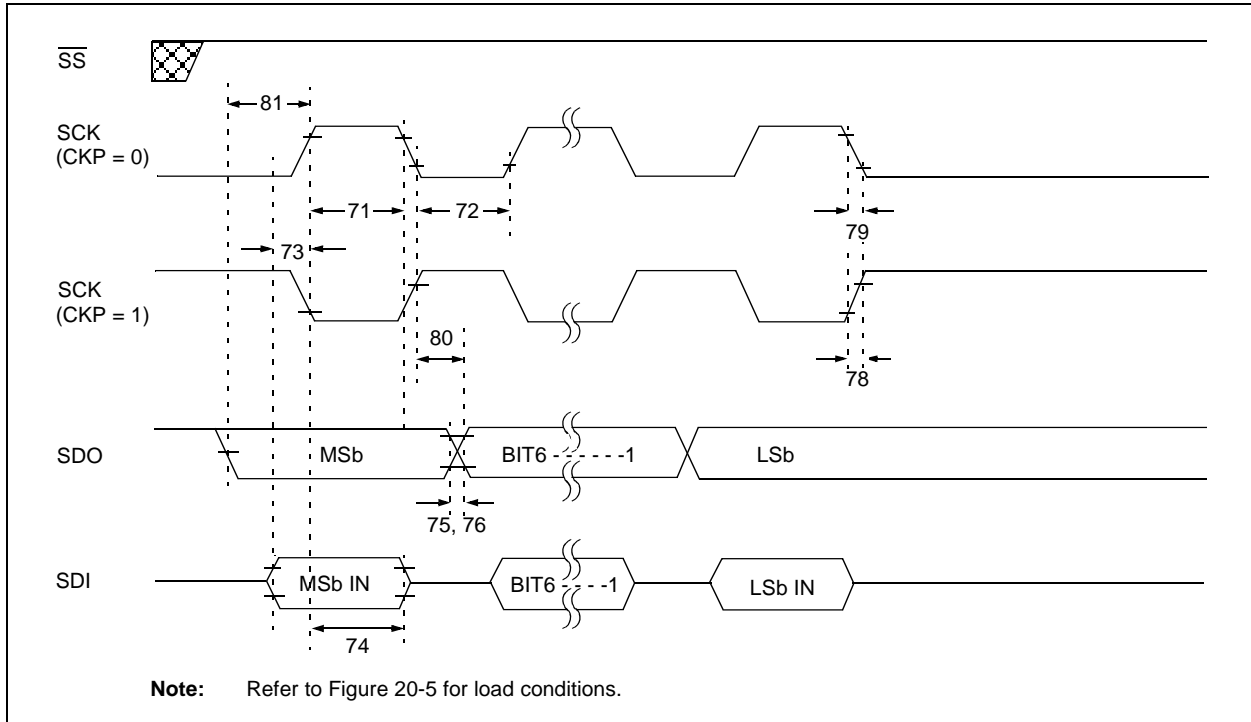 SS
81
SCK
(CKP = 0)
71
72
79
73
SCK
(CKP = 1)
80
78
SDO
MSb
BIT6 - - - - - -1
LSb
75, 76
SDI
MSb IN
BIT6 - - - -1
LSb IN
74
Note: Refer to Figure 20-5 for load conditions.